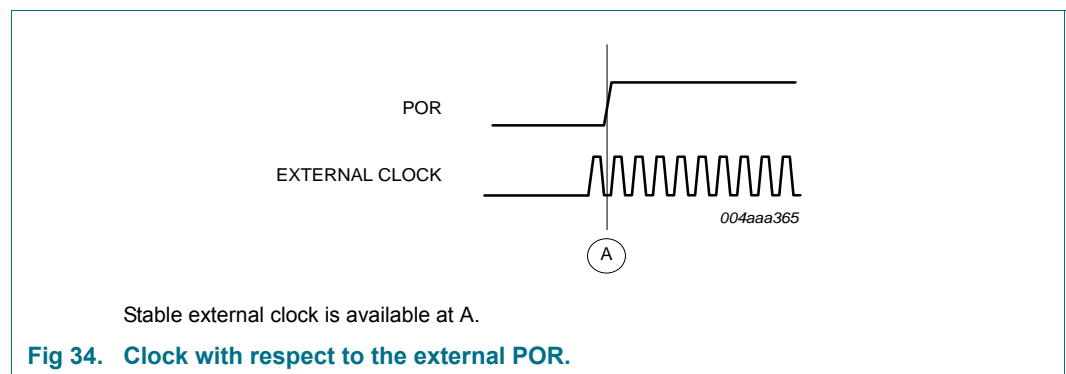 POR
EXTERNAL CLOCK
004aaa365
A
Stable external clock is available at A.
Fig 34. Clock with respect to the external POR.